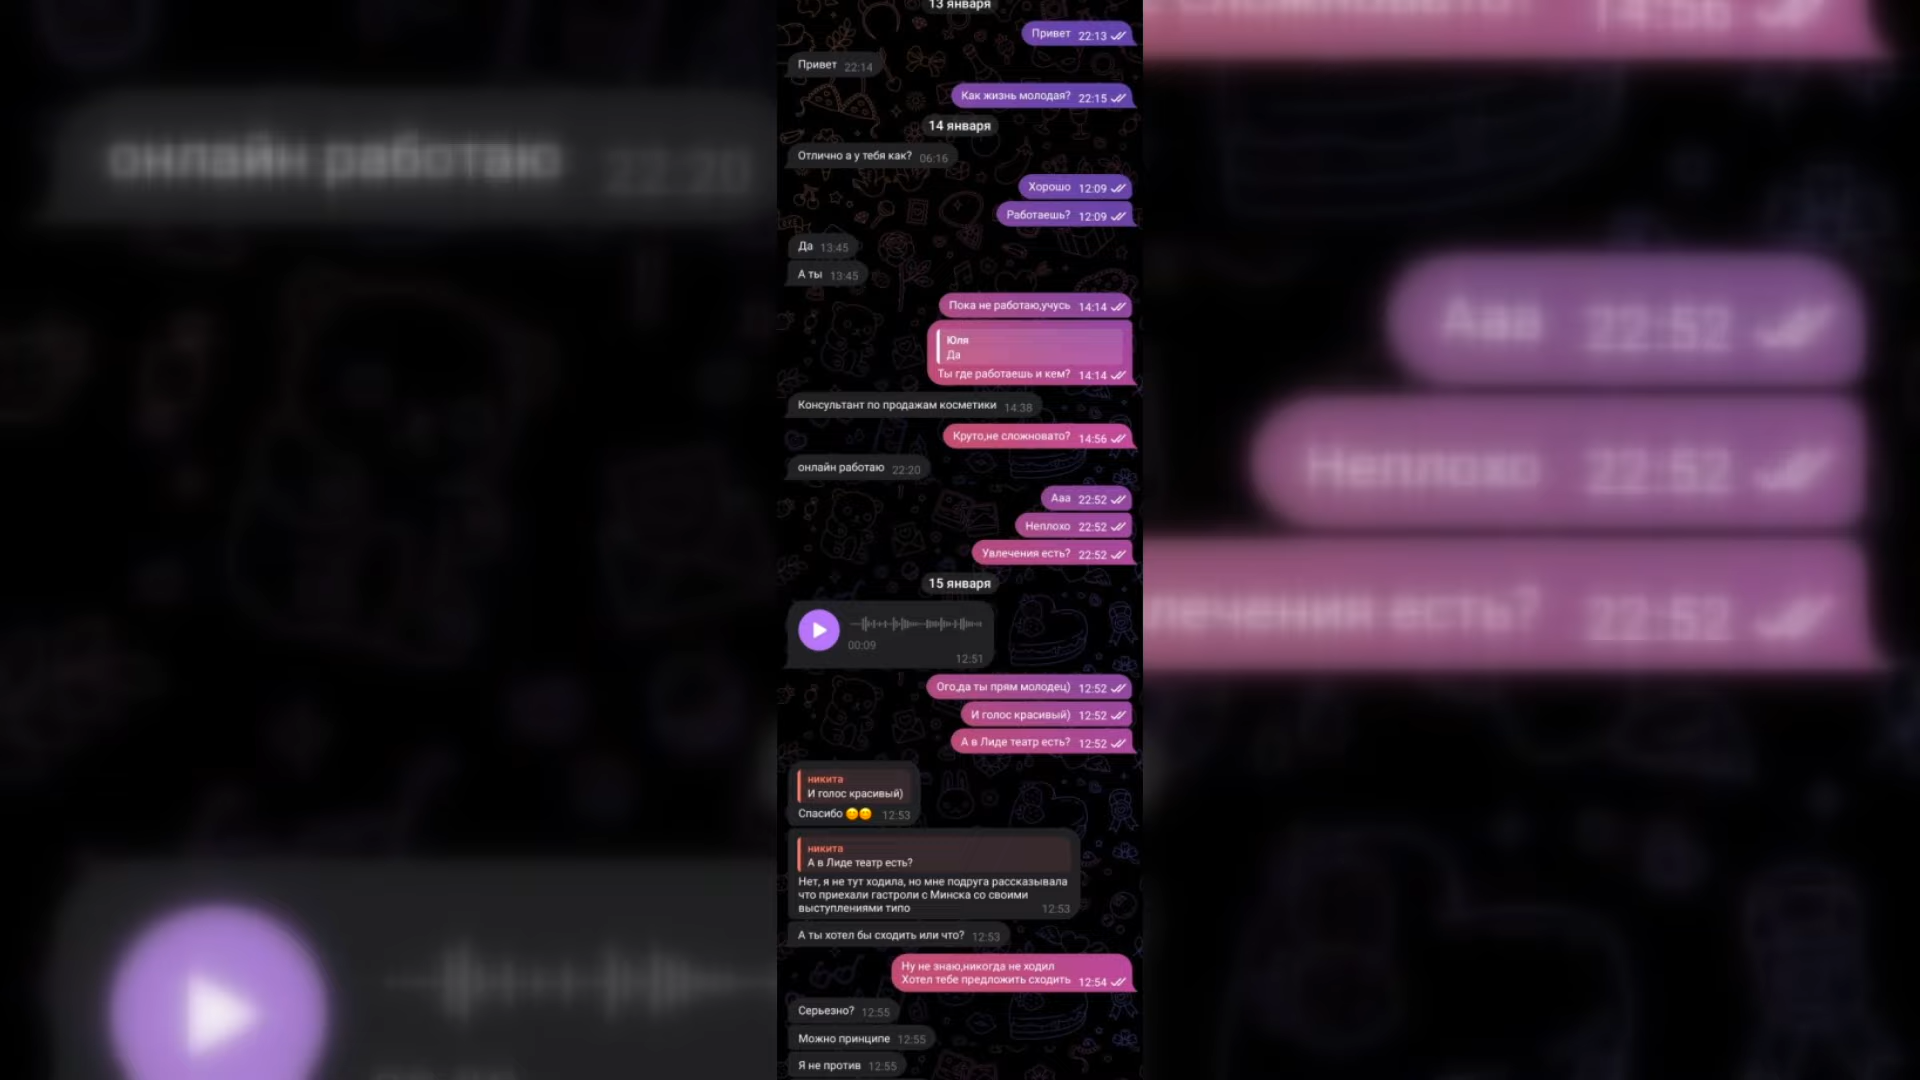 13 января
Привет 22:13
Привет 22:14
Как жизнь молодая? 22:15
14 января
Отлично а у тебя как? 06:16
Хорошо 12:09
Работаешь? 12:09
Да 13:45
А ты 13:45
Пока не работаю,учусь 14:14
Юля
Да
Ты где работаешь и кем? 14:14
Консультант по продажам косметики 14:38
Круто,не сложновато? 14:56
онлайн работаю 22:20
Ааа 22:52
Неплохо 22:52
Увлечения есть? 22:52
15 января
00:09
12:51
Ого,да ты прям молодец) 12:52
И голос красивый) 12:52
А в Лиде театр есть? 12:52
никита
И голос красивый)
Спасибо 😊😊 12:53
никита
А в Лиде театр есть?
Нет, я не тут ходила, но мне подруга рассказывала
что приехали гастроли с Минска со своими
выступлениями типо 12:53
А ты хотел бы сходить или что? 12:53
Ну не знаю,никогда не ходил
Хотел тебе предложить сходить 12:54
Серьезно? 12:55
Можно принципе 12:55
Я не против 12:55
онлайн работаю 22:20
14:56
Ааа 22:52
Неплохо 22:52
лечения есть? 22:52